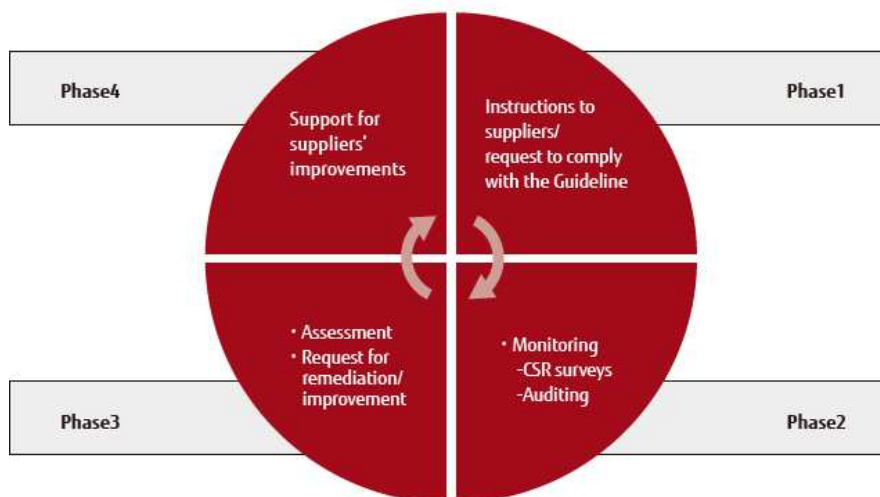 Phase4
Support for
suppliers'
improvements
Instructions to
suppliers/
request to comply
with the Guideline
Phase1
Phase3
・Assessment
・Request for
remediation/
improvement
・Monitoring
-CSR surveys
-Auditing
Phase2